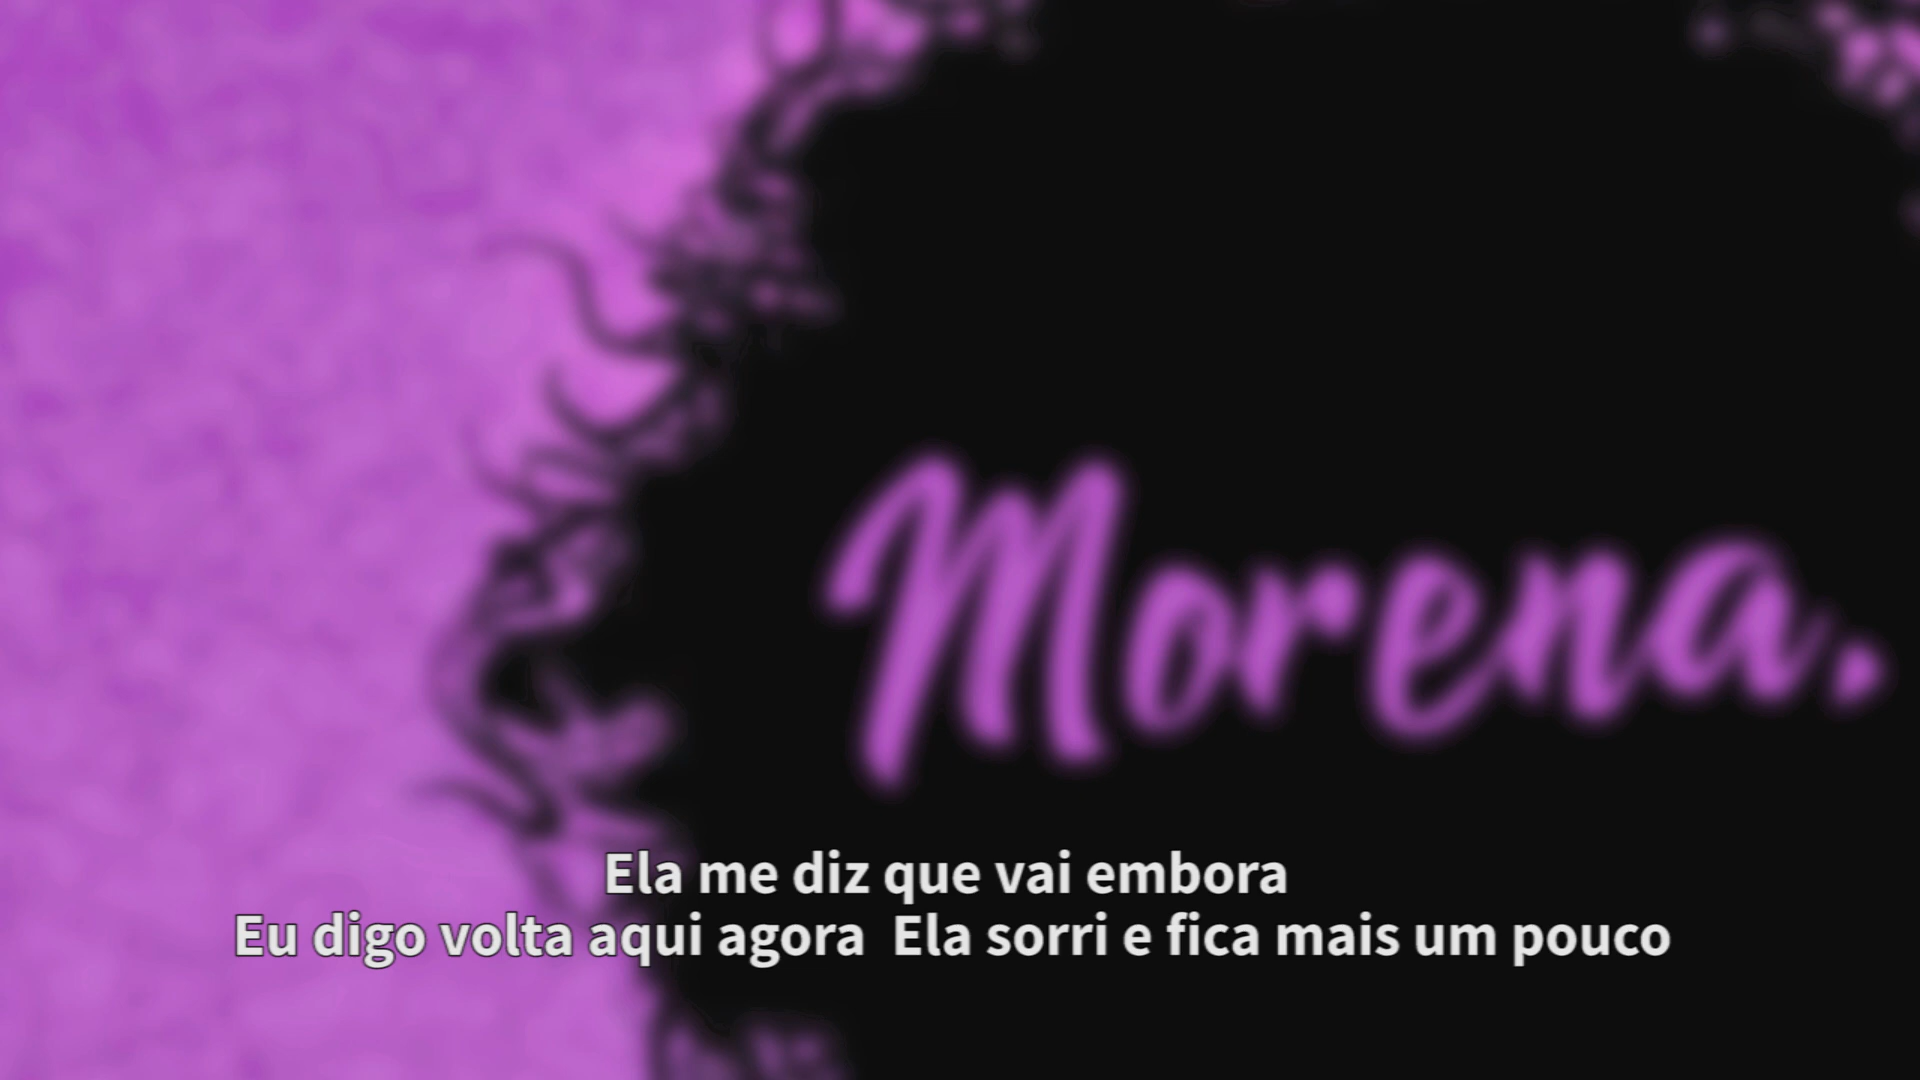 Morena.
Ela me diz que vai embora
Eu digo volta aqui agora  Ela sorri e fica mais um pouco